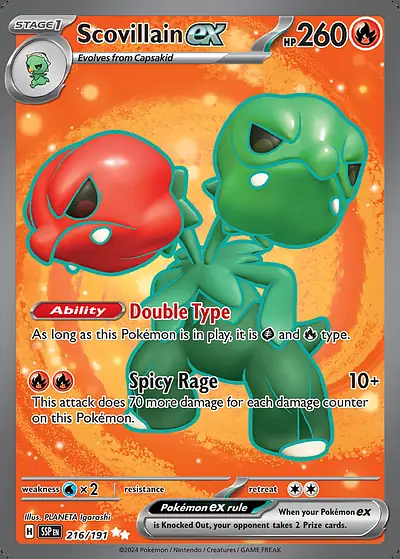 STAGE1
Scovillain ex
HP 260
Evolves from Capsakid
Ability Double Type
As long as this Pokémon is in play, it is and type.
Spicy Rage 10+
This attack does 70 more damage for each damage counter
on this Pokémon.
weakness ×2 resistance retreat
Pokémon ex rule
When your Pokémon ex
is Knocked Out, your opponent takes 2 Prize cards.
Illus. PLANETA Igarashi
H SSP EN 216/191
©2024 Pokémon / Nintendo / Creatures / GAME FREAK